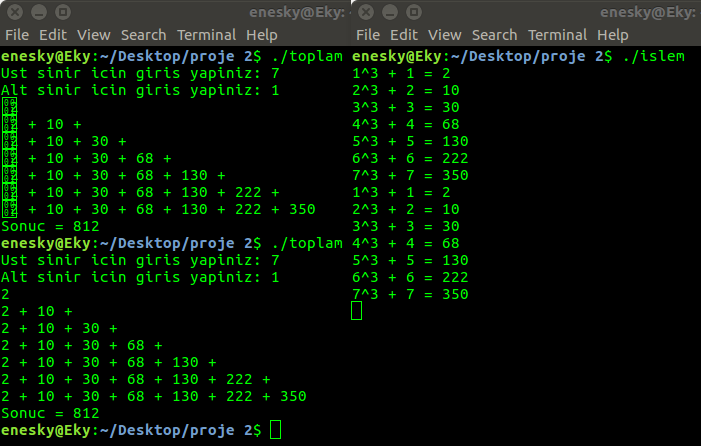 enesky@Eky: 
File Edit View Search Terminal Help
enesky@Eky:~/Desktop/proje 2$ ./toplam
Ust sinir icin giris yapiniz: 7
Alt sinir icin giris yapiniz: 1
2
2 + 10 +
2 + 10 + 30 +
2 + 10 + 30 + 68 +
2 + 10 + 30 + 68 + 130 +
2 + 10 + 30 + 68 + 130 + 222 +
2 + 10 + 30 + 68 + 130 + 222 + 350
Sonuc = 812
enesky@Eky:~/Desktop/proje 2$ ./toplam
Ust sinir icin giris yapiniz: 7
Alt sinir icin giris yapiniz: 1
2
2 + 10 +
2 + 10 + 30 +
2 + 10 + 30 + 68 +
2 + 10 + 30 + 68 + 130 +
2 + 10 + 30 + 68 + 130 + 222 +
2 + 10 + 30 + 68 + 130 + 222 + 350
Sonuc = 812
enesky@Eky:~/Desktop/proje 2$
enesky@Eky: ~
File Edit View Search Terminal Help
enesky@Eky:~/Desktop/proje 2$ ./islem
1^3 + 1 = 2
2^3 + 2 = 10
3^3 + 3 = 30
4^3 + 4 = 68
5^3 + 5 = 130
6^3 + 6 = 222
7^3 + 7 = 350
1^3 + 1 = 2
2^3 + 2 = 10
3^3 + 3 = 30
4^3 + 4 = 68
5^3 + 5 = 130
6^3 + 6 = 222
7^3 + 7 = 350